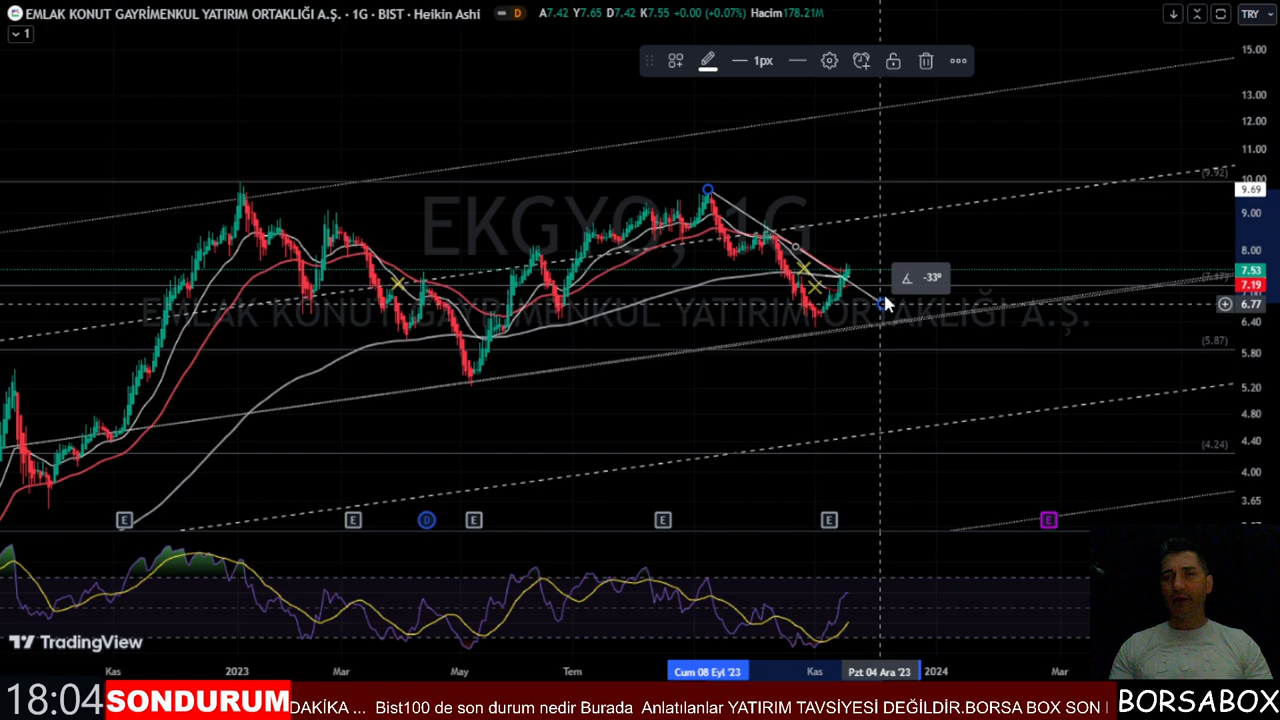 EMLAK KONUT GAYRİMENKUL YATIRIM ORTAKLIĞI A.Ş. · 1G · BIST · Heikin Ashi D A7.42 Y7.65 D7.42 K7.55 +0.00 (+0.07%) Hacim178.21M
TRY
1
1px
15.00
13.00
12.00
11.00
10.00
(9.92)
9.69
9.00
EKGYO, 1G
8.00
7.53
-33º
7.19
6.77
EMLAK KONUT GAYRİMENKUL YATIRIM ORTAKLIĞI A.Ş.
6.40
(5.87)
5.80
5.20
4.80
4.40
(4.24)
4.00
3.65
E E D E E E E
TradingView
Kas 2023 Mar May Tem Cum 08 Eyl '23 Kas Pzt 04 Ara '23 2024 Mar
18:04 SONDURUM DAKİKA ... Bist100 de son durum nedir Burada Anlatılanlar YATIRIM TAVSİYESİ DEĞİLDİR.BORSA BOX SON BORSABOX